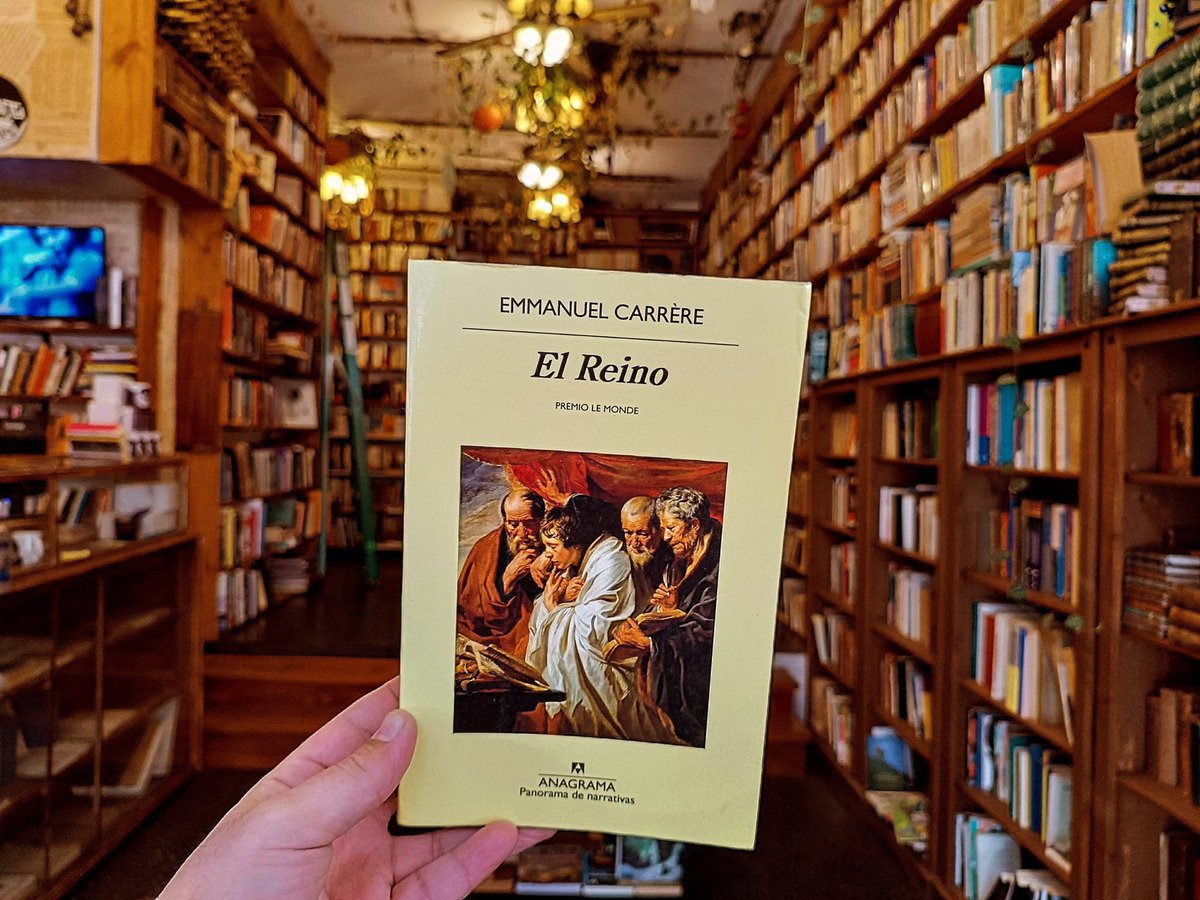 EMMANUEL CARRÈRE
El Reino
PREMIO LE MONDE
ANAGRAMA
Panorama de narrativas